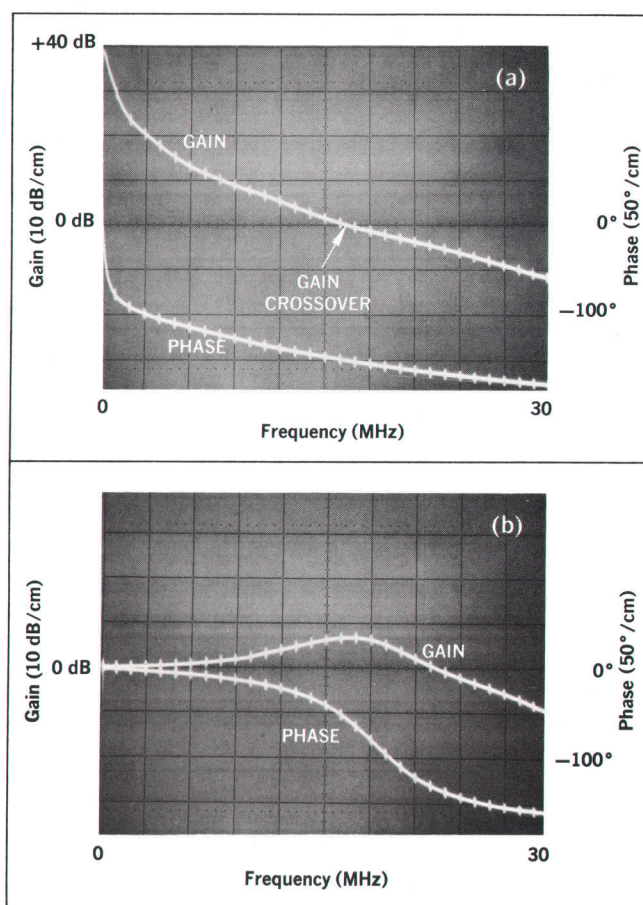 +40 dB
(a)
GAIN
Gain (10 dB/cm)
0 dB
0°
Phase (50°/cm)
GAIN
CROSSOVER
−100°
PHASE
0
30
Frequency (MHz)
(b)
Gain (10 dB/cm)
0 dB
GAIN
0°
Phase (50°/cm)
PHASE
−100°
0
30
Frequency (MHz)